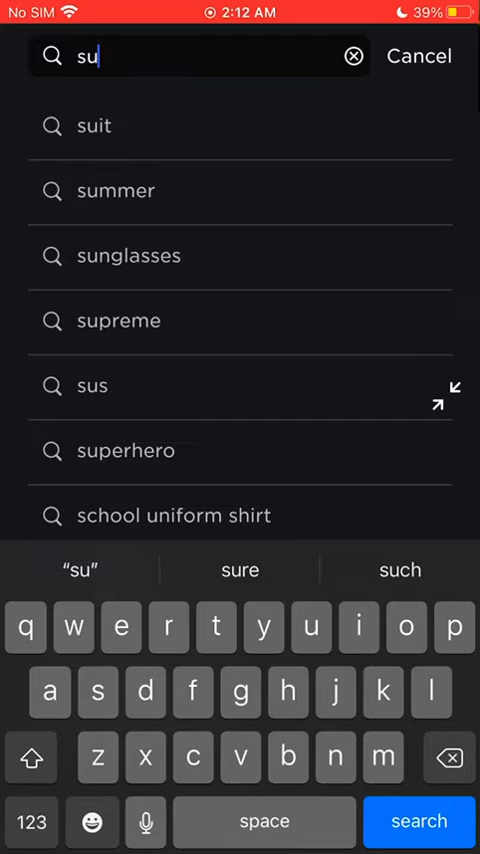 No SIM 2:12 AM 39%
su Cancel
suit
summer
sunglasses
supreme
sus
superhero
school uniform shirt
“su” sure such
q w e r t y u i o p
a s d f g h j k l
z x c v b n m
123 space search